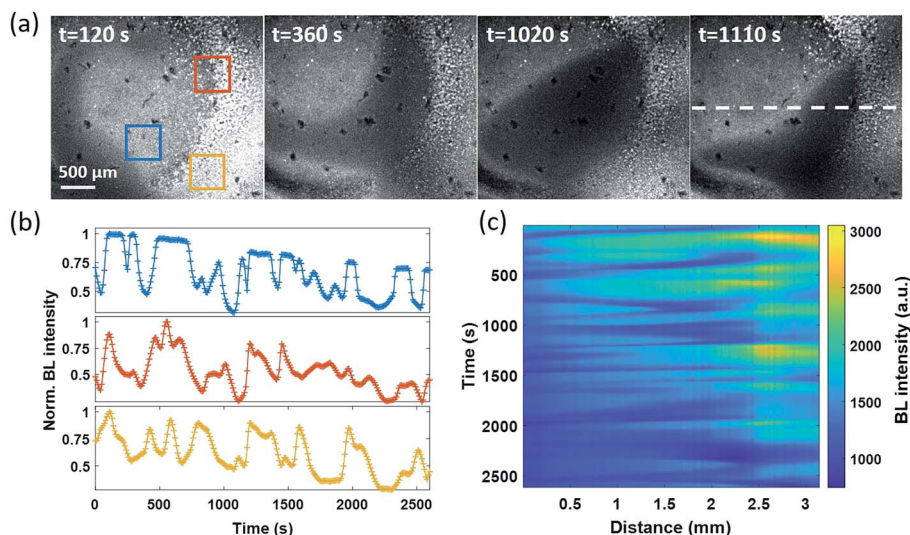 (a)
t=120 s
t=360 s
t=1020 s
t=1110 s
500 μm
(b)
Norm. BL intensity
1
0.75
0.5
1
0.75
0.5
1
0.75
0.5
0
500
1000
1500
2000
2500
Time (s)
(c)
Time (s)
500
1000
1500
2000
2500
0.5
1
1.5
2
2.5
3
Distance (mm)
3000
2500
2000
1500
1000
BL intensity (a.u.)